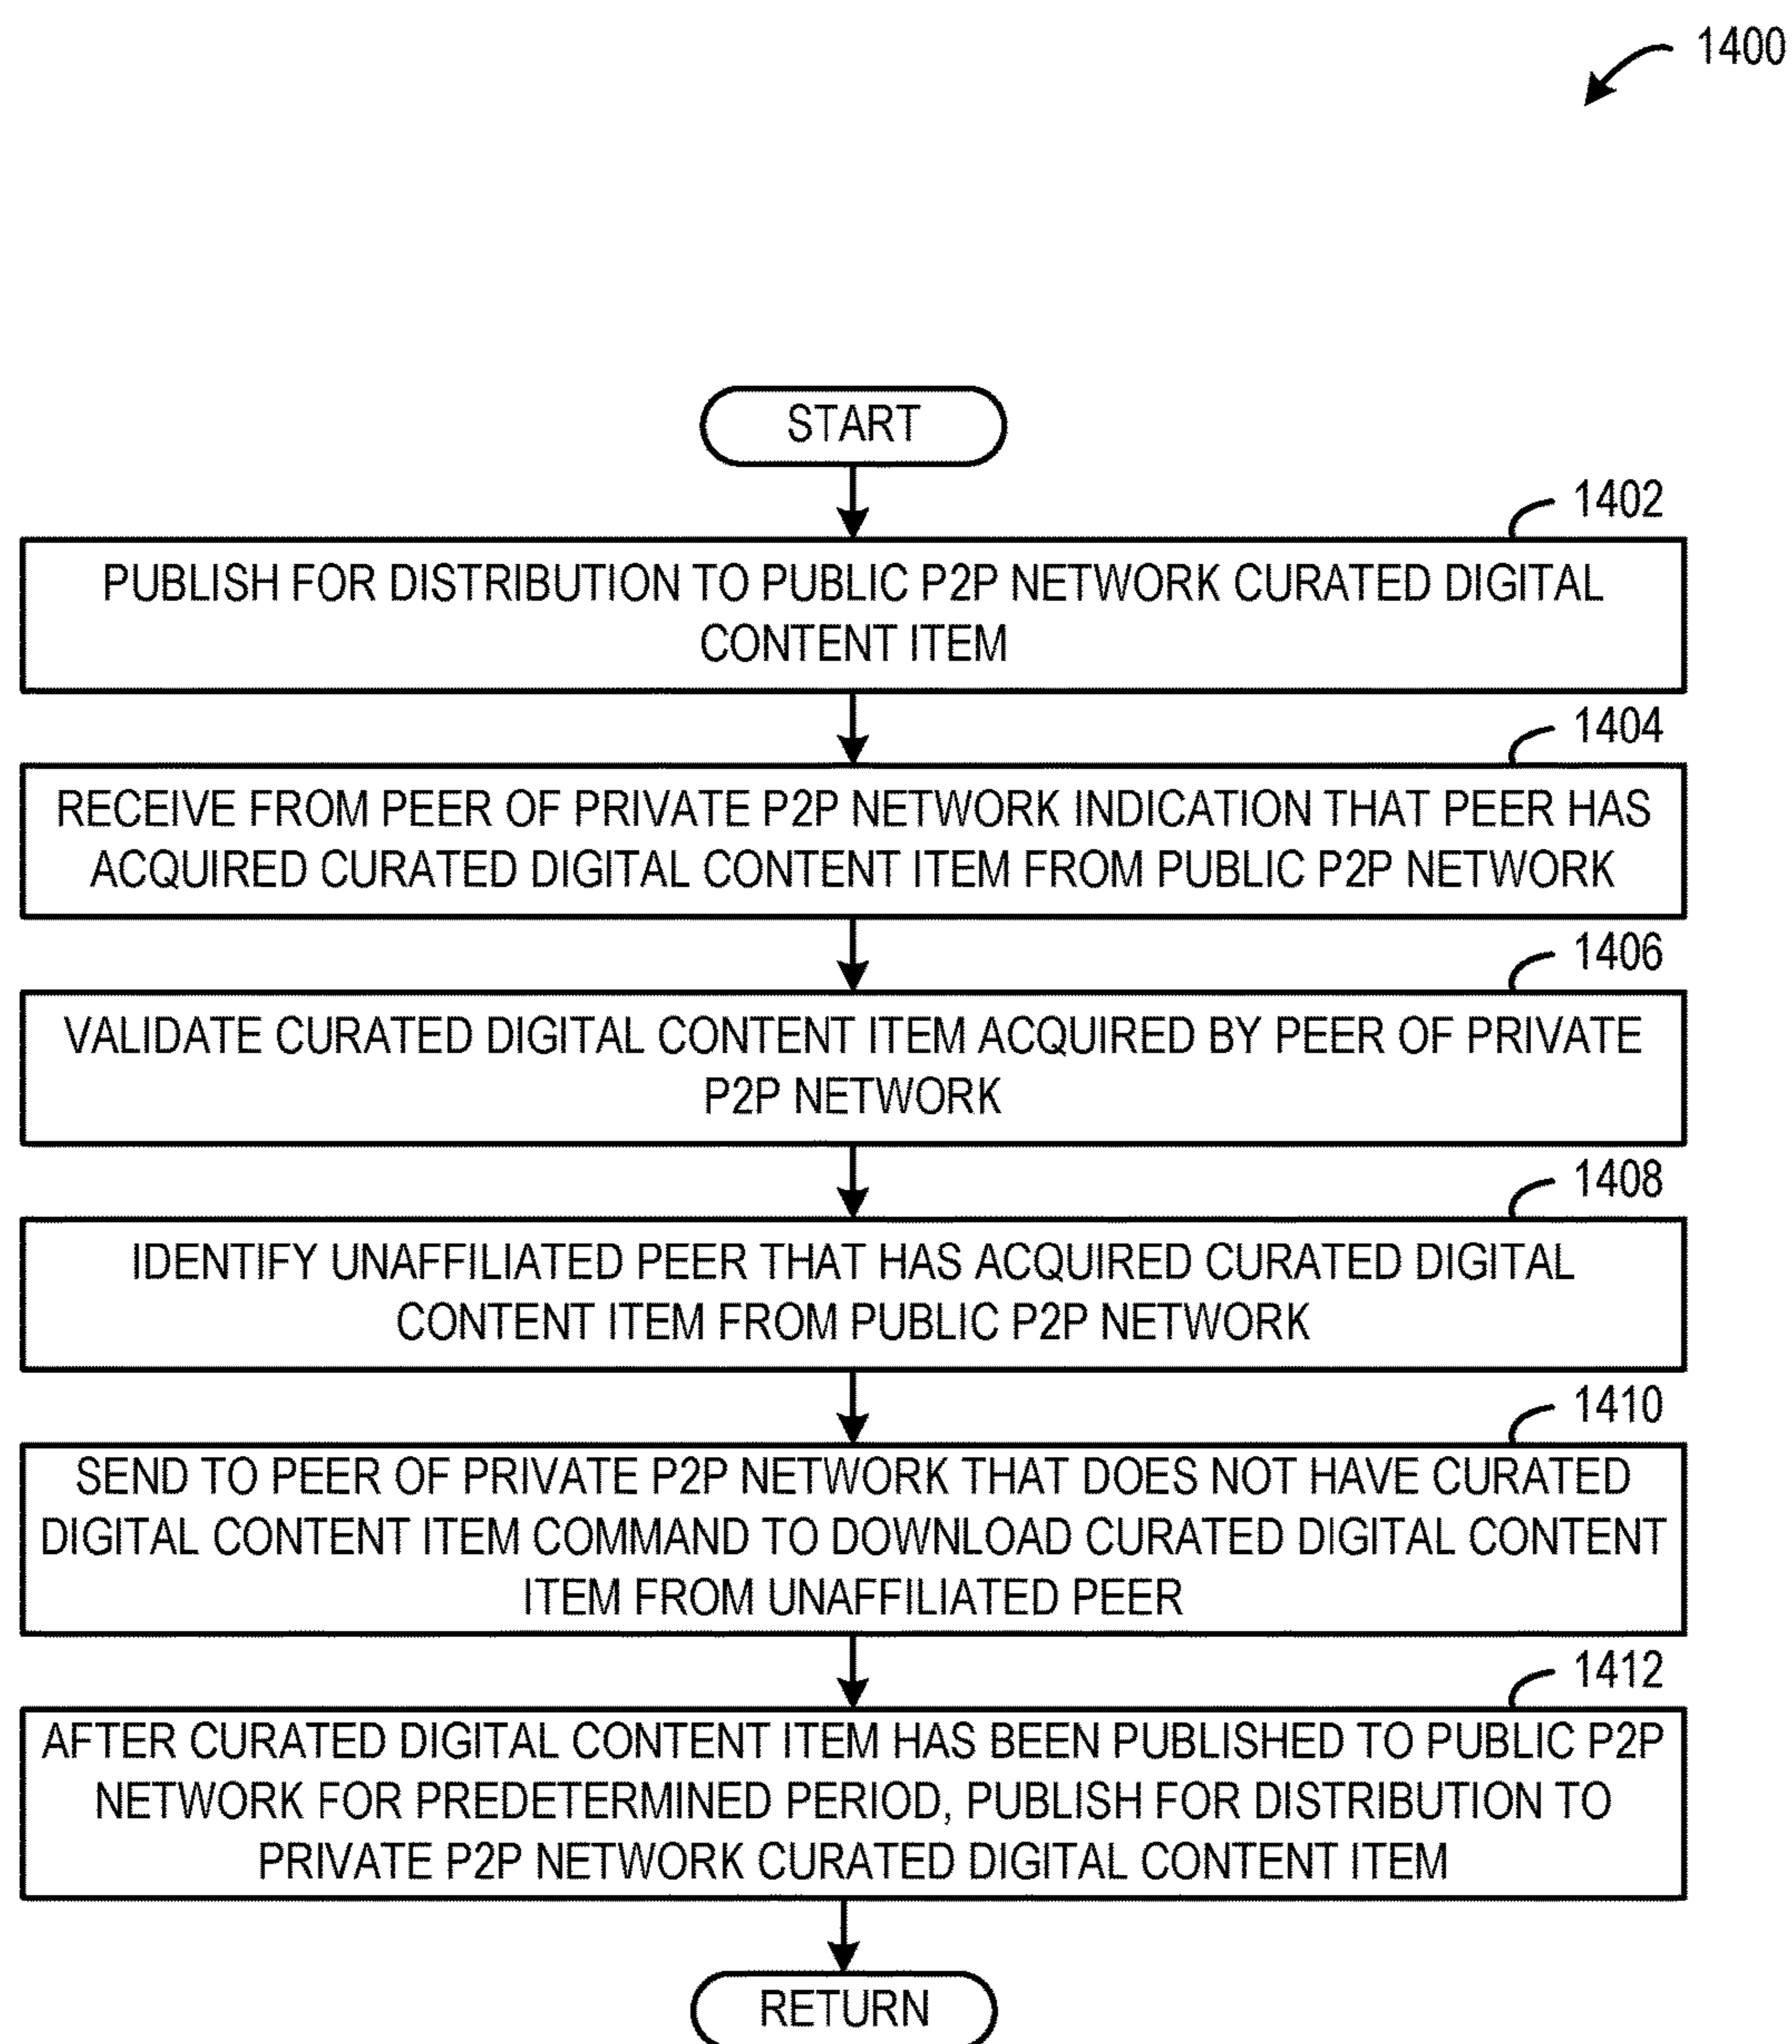 1400
START
1402
PUBLISH FOR DISTRIBUTION TO PUBLIC P2P NETWORK CURATED DIGITAL
CONTENT ITEM
1404
RECEIVE FROM PEER OF PRIVATE P2P NETWORK INDICATION THAT PEER HAS
ACQUIRED CURATED DIGITAL CONTENT ITEM FROM PUBLIC P2P NETWORK
1406
VALIDATE CURATED DIGITAL CONTENT ITEM ACQUIRED BY PEER OF PRIVATE
P2P NETWORK
1408
IDENTIFY UNAFFILIATED PEER THAT HAS ACQUIRED CURATED DIGITAL
CONTENT ITEM FROM PUBLIC P2P NETWORK
1410
SEND TO PEER OF PRIVATE P2P NETWORK THAT DOES NOT HAVE CURATED
DIGITAL CONTENT ITEM COMMAND TO DOWNLOAD CURATED DIGITAL CONTENT
ITEM FROM UNAFFILIATED PEER
1412
AFTER CURATED DIGITAL CONTENT ITEM HAS BEEN PUBLISHED TO PUBLIC P2P
NETWORK FOR PREDETERMINED PERIOD, PUBLISH FOR DISTRIBUTION TO
PRIVATE P2P NETWORK CURATED DIGITAL CONTENT ITEM
RETURN